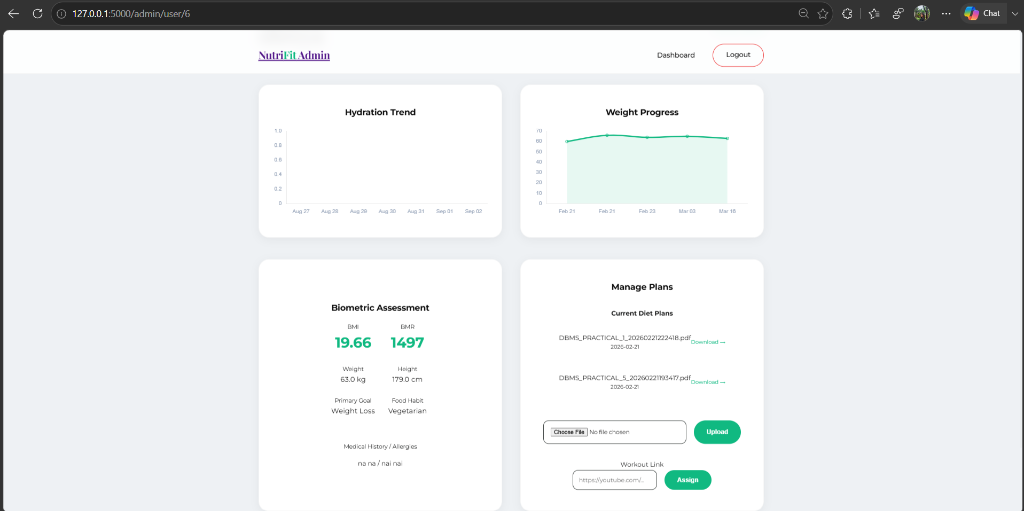 127.0.0.1:5000/admin/user/6
Chat
NutriFit Admin
Dashboard
Logout
Hydration Trend
1.0
0.8
0.6
0.4
0.2
0
Aug 27 Aug 28 Aug 29 Aug 30 Aug 31 Sep 01 Sep 02
Weight Progress
70
60
50
40
30
20
10
0
Feb 21 Feb 21 Feb 23 Mar 03 Mar 15
Biometric Assessment
BMI BMR
19.66 1497
Weight Height
63.0 kg 179.0 cm
Primary Goal Food Habit
Weight Loss Vegetarian
Medical History / Allergies
na na / nai nai
Manage Plans
Current Diet Plans
DBMS_PRACTICAL_1_20260221222418.pdf Download →
2026-02-21
DBMS_PRACTICAL_5_20260221193417.pdf Download →
2026-02-21
Choose File No file chosen Upload
Workout Link
https://youtube.com/... Assign